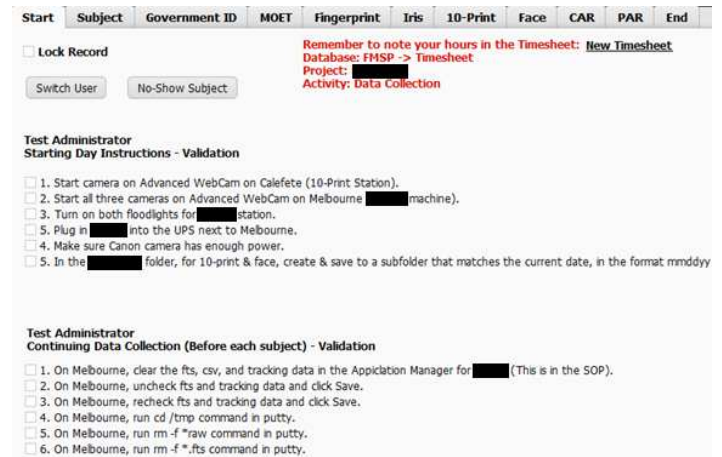 Start Subject Government ID MOET Fingerprint Iris 10-Print Face CAR PAR End
Lock Record
Remember to note your hours in the Timesheet: New Timesheet
Database: FMSP -> Timesheet
Project:
Activity: Data Collection
Switch User No-Show Subject
Test Administrator
Starting Day Instructions - Validation
1. Start camera on Advanced WebCam on Calefete (10-Print Station).
2. Start all three cameras on Advanced WebCam on Melbourne machine).
3. Turn on both floodlights for station.
5. Plug in into the UPS next to Melbourne.
4. Make sure Canon camera has enough power.
5. In the folder, for 10-print & face, create & save to a subfolder that matches the current date, in the format mmddyy
Test Administrator
Continuing Data Collection (Before each subject) - Validation
1. On Melbourne, clear the fts, csv, and tracking data in the Appiclation Manager for (This is in the SOP).
2. On Melbourne, uncheck fts and tracking data and click Save.
3. On Melbourne, recheck fts and tracking data and click Save.
4. On Melbourne, run cd /tmp command in putty.
5. On Melbourne, run rm -f *raw command in putty.
6. On Melbourne, run rm -f *.fts command in putty.